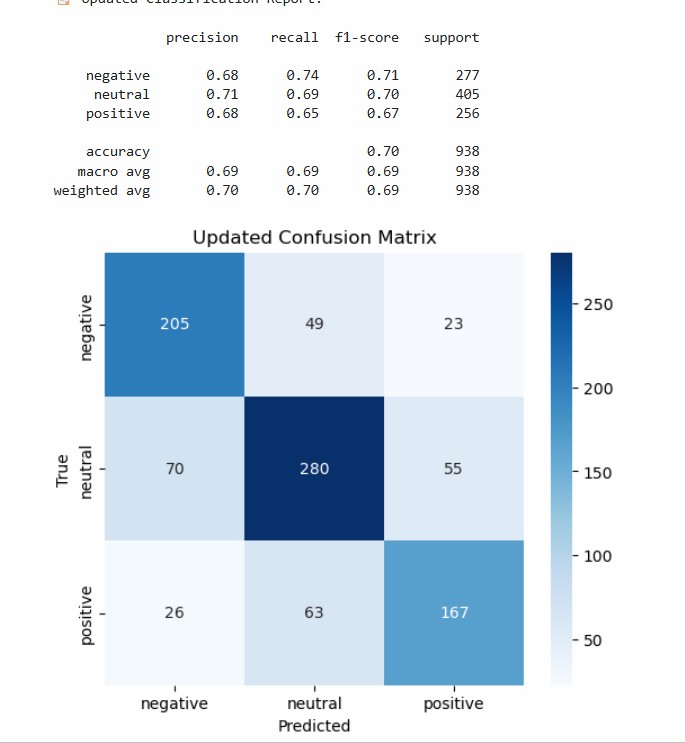 Updated Classification Report:
precision recall f1-score support
negative 0.68 0.74 0.71 277
neutral 0.71 0.69 0.70 405
positive 0.68 0.65 0.67 256
accuracy 0.70 938
macro avg 0.69 0.69 0.69 938
weighted avg 0.70 0.70 0.69 938
Updated Confusion Matrix
negative 205 49 23
neutral 70 280 55
positive 26 63 167
True
negative neutral positive
Predicted
250
200
150
100
50